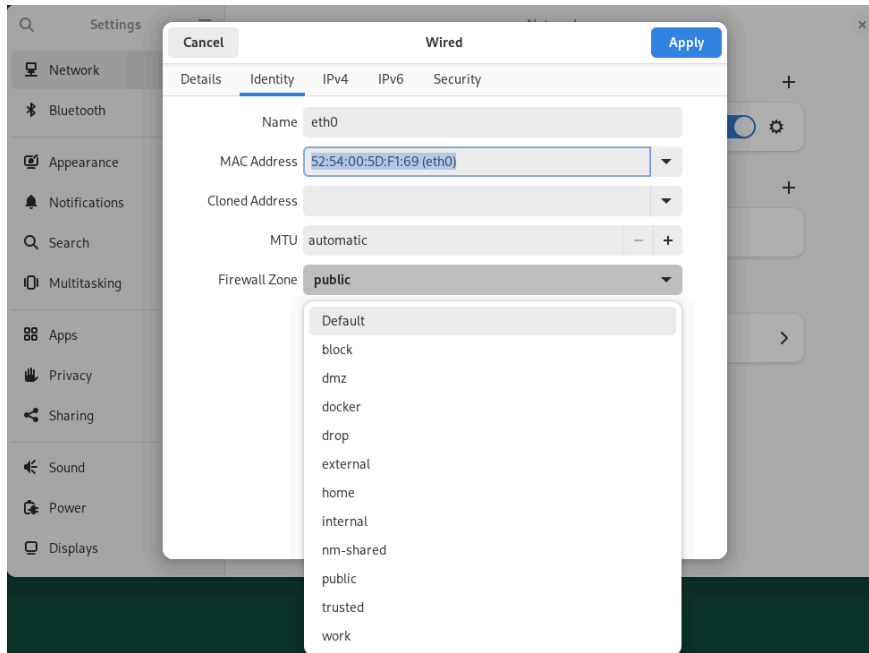 Settings
Cancel
Wired
Apply
Network
Bluetooth
Appearance
Notifications
Search
Multitasking
Apps
Privacy
Sharing
Sound
Power
Displays
Details Identity IPv4 IPv6 Security
Name eth0
MAC Address 52:54:00:5D:F1:69 (eth0)
Cloned Address
MTU automatic
Firewall Zone public
Default
block
dmz
docker
drop
external
home
internal
nm-shared
public
trusted
work